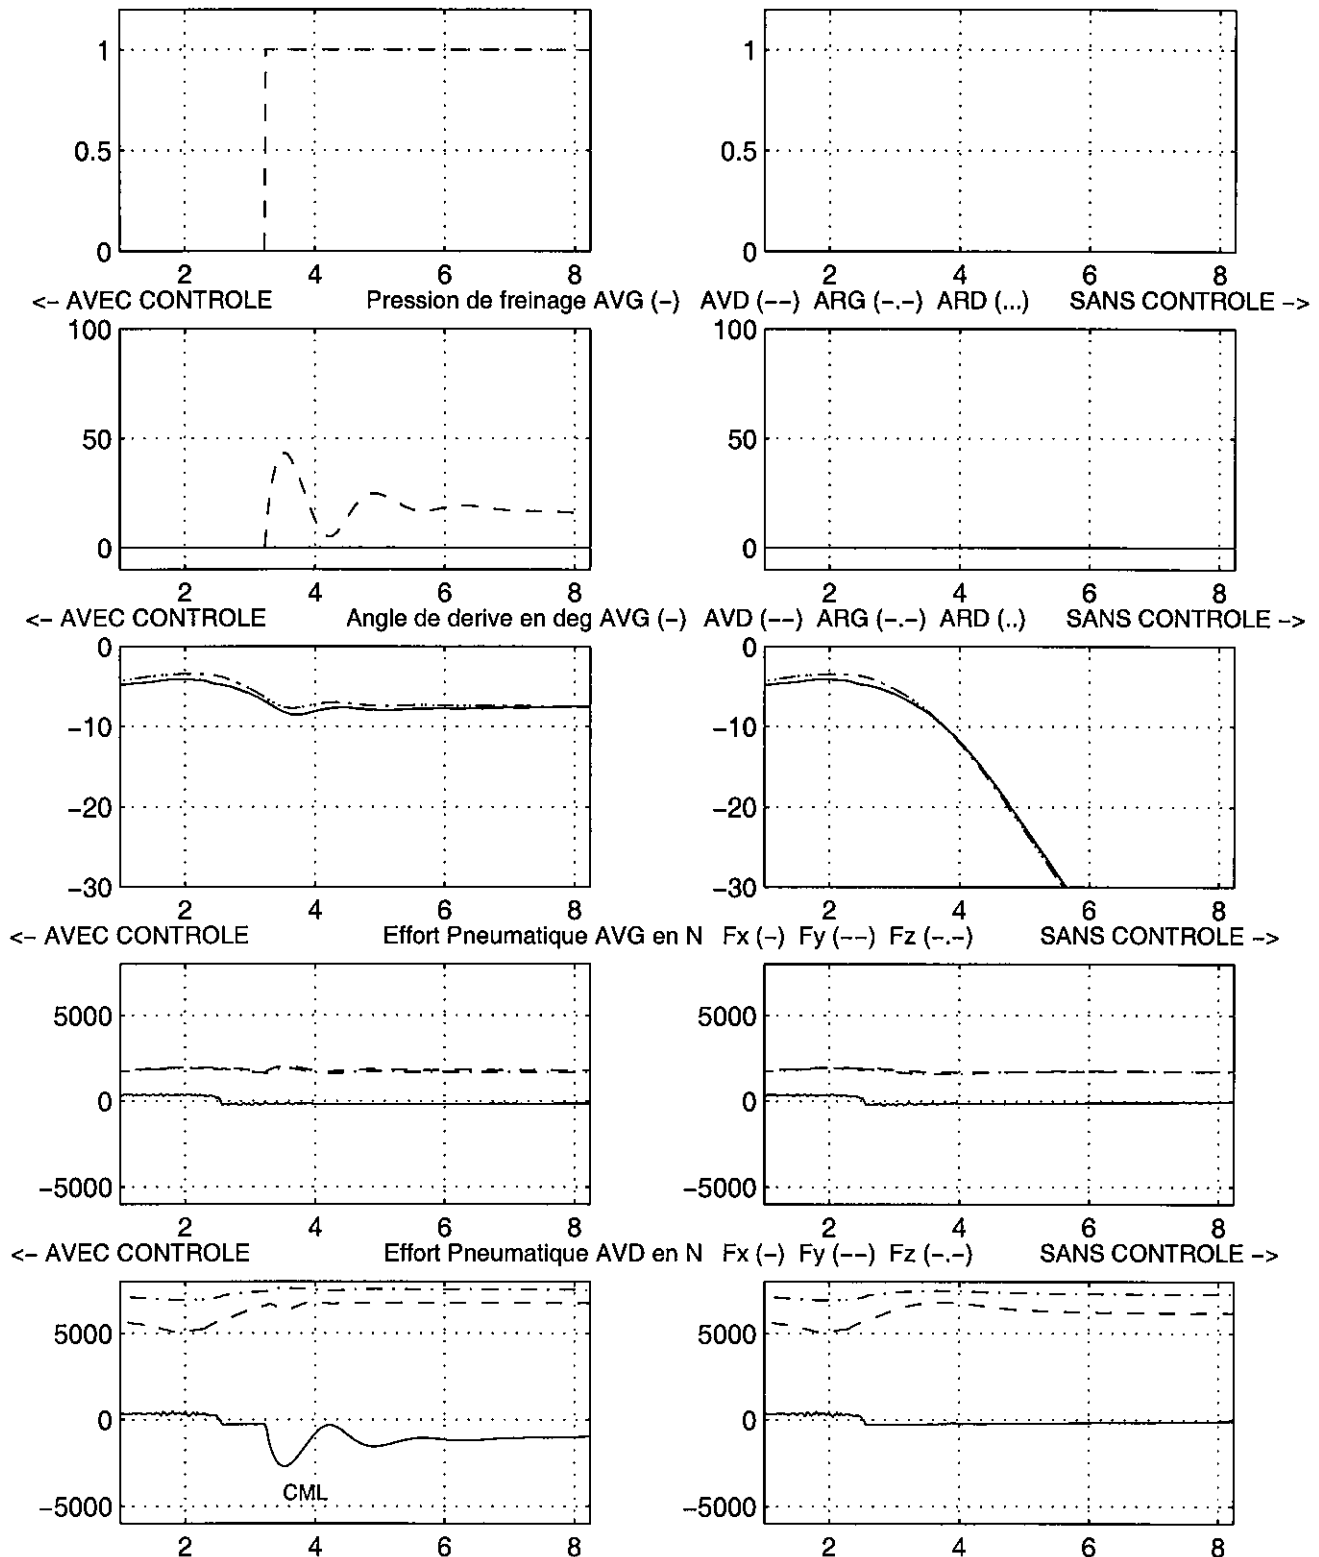 1 1
0.5 0.5
0 0
2 4 6 8 2 4 6 8
<– AVEC CONTROLE Pression de freinage AVG (–) AVD (––) ARG (–.–) ARD (...) SANS CONTROLE –>
100 100
50 50
0 0
2 4 6 8 2 4 6 8
<– AVEC CONTROLE Angle de derive en deg AVG (–) AVD (––) ARG (–.–) ARD (..) SANS CONTROLE –>
0 0
–10 –10
–20 –20
–30 –30
2 4 6 8 2 4 6 8
<– AVEC CONTROLE Effort Pneumatique AVG en N Fx (–) Fy (––) Fz (–.–) SANS CONTROLE –>
5000 5000
0 0
–5000 –5000
2 4 6 8 2 4 6 8
<– AVEC CONTROLE Effort Pneumatique AVD en N Fx (–) Fy (––) Fz (–.–) SANS CONTROLE –>
5000 5000
0 0
CML
–5000 –5000
2 4 6 8 2 4 6 8